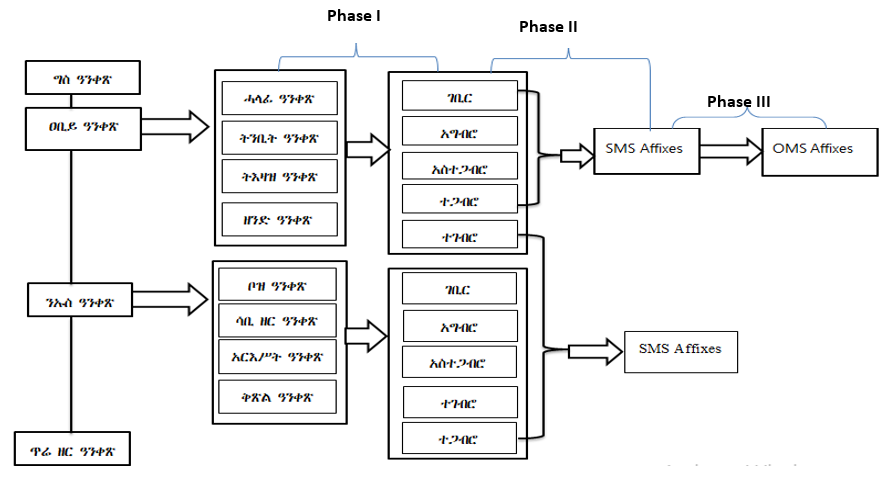 Phase I
Phase II
Phase III
ግስ ዓንቀጽ
ዐቢይ ዓንቀጽ
ንኡስ ዓንቀጽ
ጥሬ ዘር ዓንቀጽ
ሓላፊ ዓንቀጽ
ትንቢት ዓንቀጽ
ትእዛዝ ዓንቀጽ
ዘንድ ዓንቀጽ
ቦዝ ዓንቀጽ
ሳቢ ዘር ዓንቀጽ
አርእሥት ዓንቀጽ
ቅጽል ዓንቀጽ
ገቢር
አግብሮ
አስተጋብሮ
ተጋብሮ
ተገብሮ
ገቢር
አግብሮ
አስተጋብሮ
ተገብሮ
ተጋብሮ
SMS Affixes
OMS Affixes
SMS Affixes